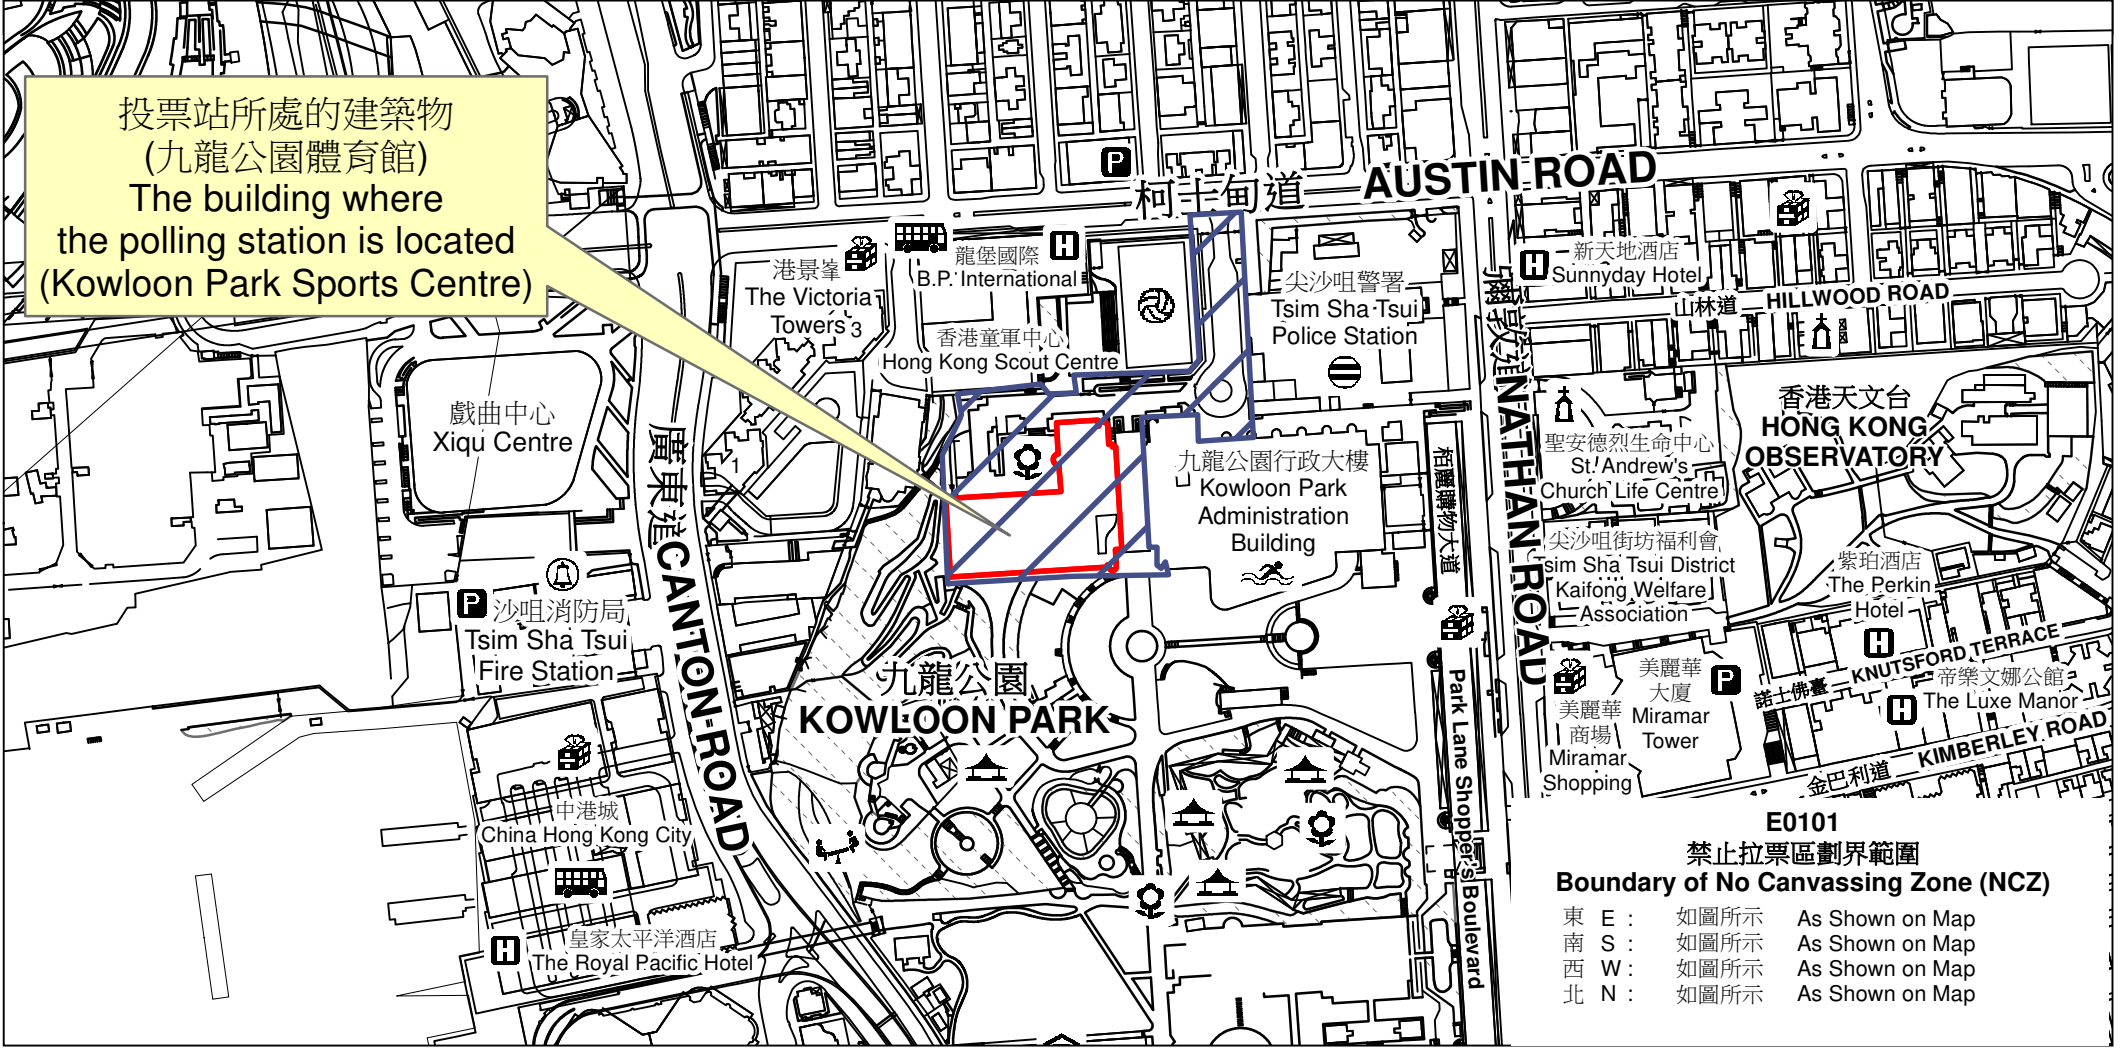 投票站所處的建築物
(九龍公園體育館)
The building where
the polling station is located
(Kowloon Park Sports Centre)
柯士甸道 AUSTIN ROAD
港景峯
The Victoria
Towers 3
1
龍堡國際
B.P. International
香港童軍中心
Hong Kong Scout Centre
尖沙咀警署
Tsim Sha Tsui
Police Station
新天地酒店
Sunnyday Hotel
山林道 HILLWOOD ROAD
戲曲中心
Xiqu Centre
廣東道 CANTON ROAD
彌敦道 NATHAN ROAD
香港天文台
HONG KONG
OBSERVATORY
聖安德烈生命中心
St. Andrew's
Church Life Centre
九龍公園行政大樓
Kowloon Park
Administration
Building
栢麗購物大道
Park Lane Shopper's Boulevard
尖沙咀街坊福利會
sim Sha Tsui District
Kaifong Welfare
Association
紫珀酒店
The Perkin
Hotel
沙咀消防局
Tsim Sha Tsui
Fire Station
九龍公園
KOWLOON PARK
諾士佛臺 KNUTSFORD TERRACE
美麗華
大廈
Miramar
Tower
帝樂文娜公館
The Luxe Manor
美麗華
商場
Miramar
Shopping
金巴利道 KIMBERLEY ROAD
中港城
China Hong Kong City
皇家太平洋酒店
The Royal Pacific Hotel
P
P
P
H
H
H
H
H
E0101
禁止拉票區劃界範圍
Boundary of No Canvassing Zone (NCZ)
東 E : 如圖所示 As Shown on Map
南 S : 如圖所示 As Shown on Map
西 W : 如圖所示 As Shown on Map
北 N : 如圖所示 As Shown on Map